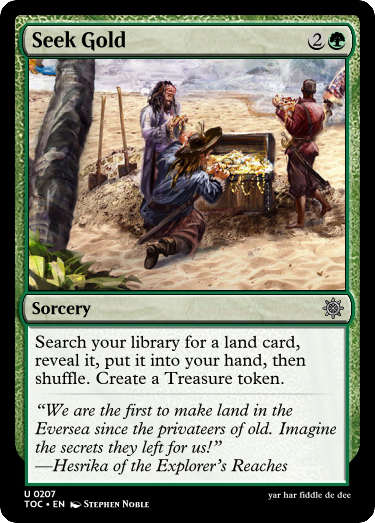 Seek Gold 2
Sorcery
Search your library for a land card,
reveal it, put it into your hand, then
shuffle. Create a Treasure token.
“We are the first to make land in the
Eversea since the privateers of old. Imagine
the secrets they left for us!”
—Hesrika of the Explorer’s Reaches
U 0207
TOC • EN Stephen Noble
yar har fiddle de dee